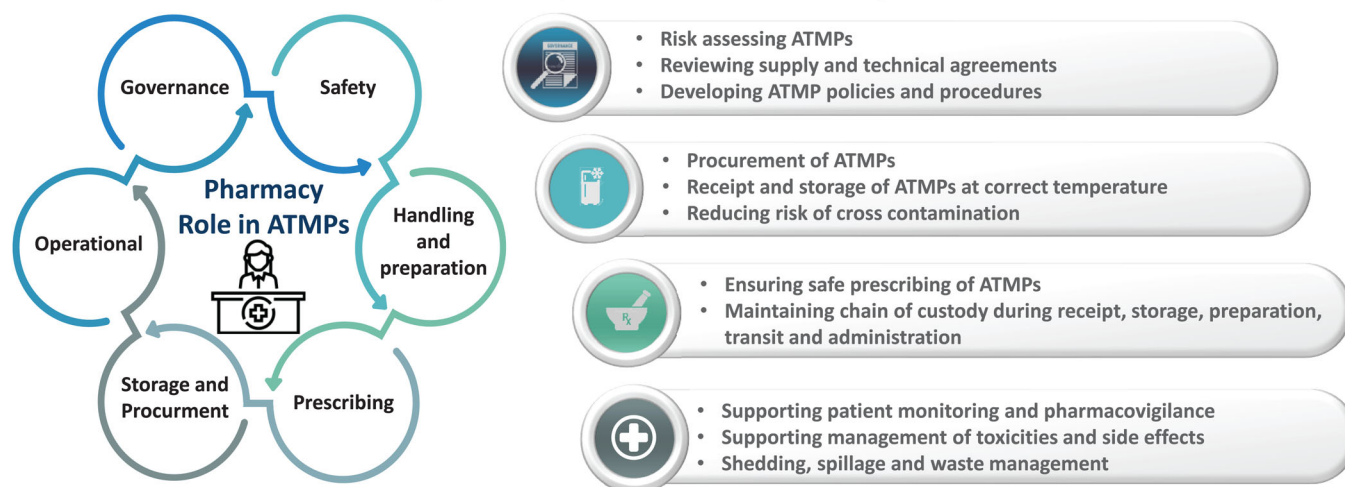 Governance
Safety
Pharmacy
Role in ATMPs
Operational
Handling
and
preparation
Storage and
Procurment
Prescribing
GOVERNANCE
• Risk assessing ATMPs
• Reviewing supply and technical agreements
• Developing ATMP policies and procedures
• Procurement of ATMPs
• Receipt and storage of ATMPs at correct temperature
• Reducing risk of cross contamination
Rx
• Ensuring safe prescribing of ATMPs
• Maintaining chain of custody during receipt, storage, preparation,
transit and administration
• Supporting patient monitoring and pharmacovigilance
• Supporting management of toxicities and side effects
• Shedding, spillage and waste management